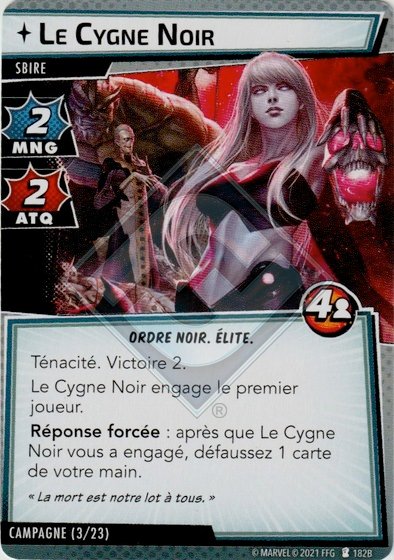 Le Cygne Noir
SBIRE
2
MNG
2
ATQ
4
ORDRE NOIR. ÉLITE.
Ténacité. Victoire 2.
Le Cygne Noir engage le premier
joueur.
Réponse forcée : après que Le Cygne
Noir vous a engagé, défaussez 1 carte
de votre main.
« La mort est notre lot à tous. »
CAMPAGNE (3/23)
© MARVEL © 2021 FFG 182B
®